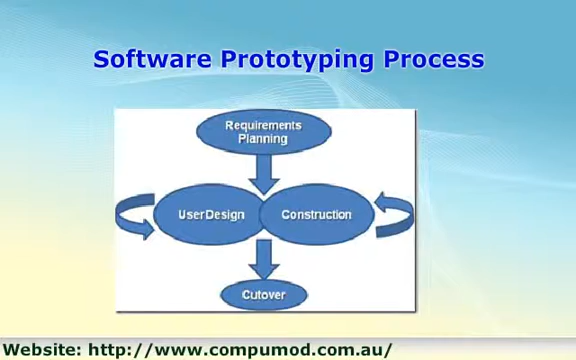 Software Prototyping Process
Requirements
Planning
UserDesign
Construction
Cutover
Website: http://www.compumod.com.au/